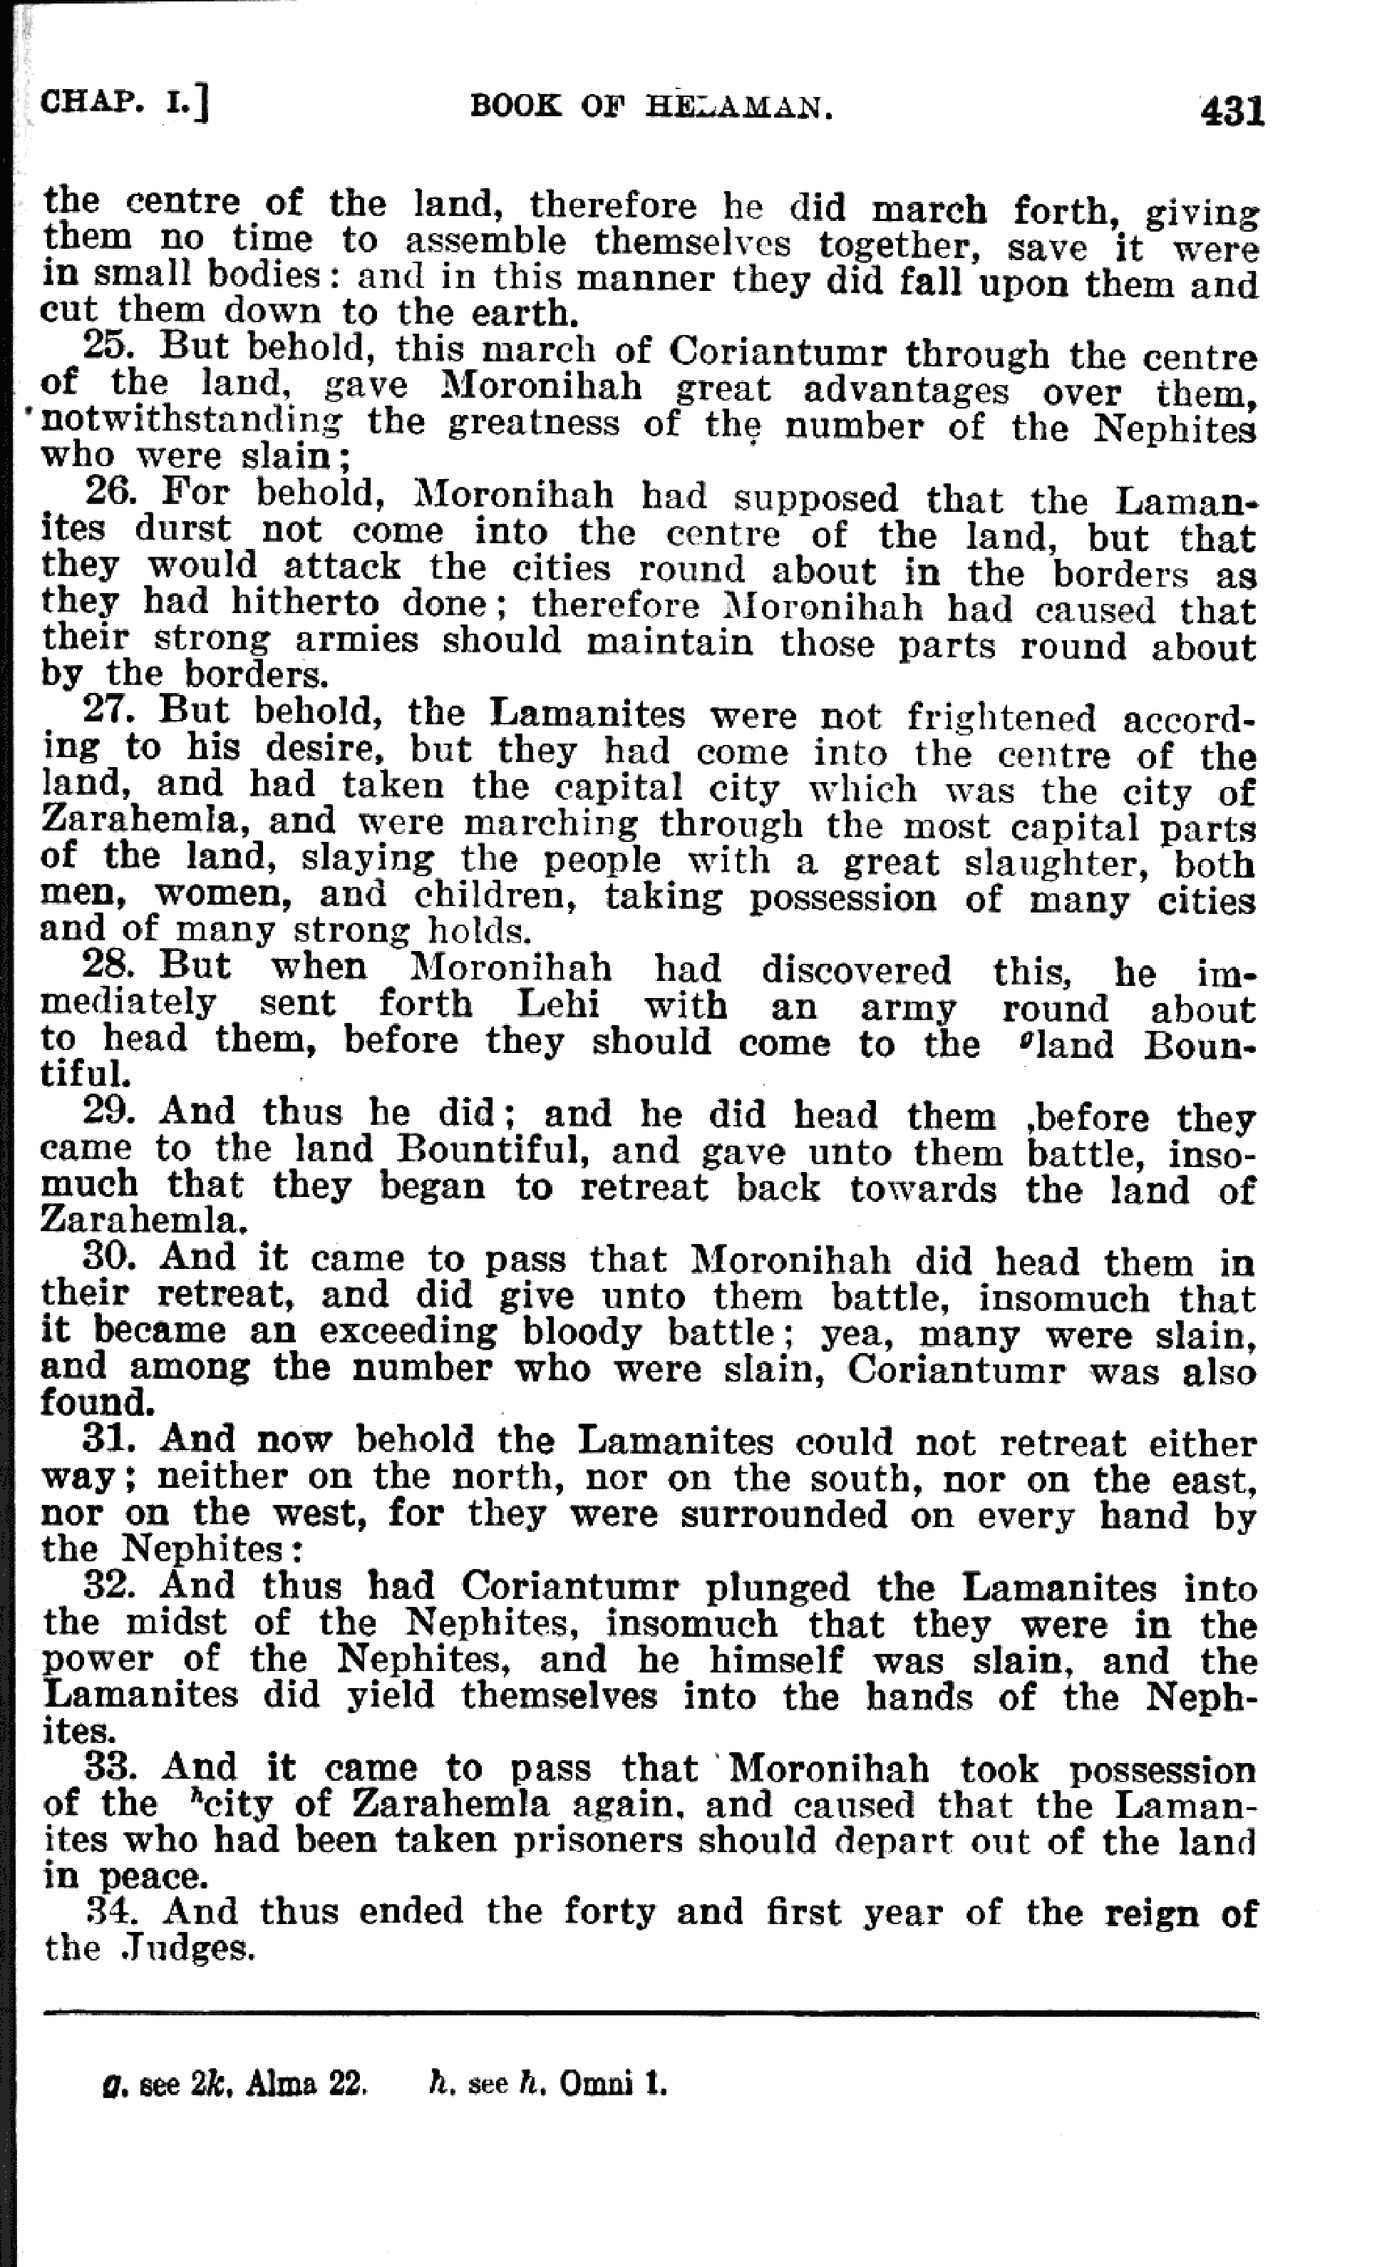 CHAP. I.] BOOK OF HELAMAN. 431
the centre of the land, therefore he did march forth, giving
them no time to assemble themselves together, save it were
in small bodies: and in this manner they did fall upon them and
cut them down to the earth.
25. But behold, this march of Coriantumr through the centre
of the land, gave Moronihah great advantages over them,
notwithstanding the greatness of the number of the Nephites
who were slain;
26. For behold, Moronihah had supposed that the Laman-
ites durst not come into the centre of the land, but that
they would attack the cities round about in the borders as
they had hitherto done; therefore Moronihah had caused that
their strong armies should maintain those parts round about
by the borders.
27. But behold, the Lamanites were not frightened accord-
ing to his desire, but they had come into the centre of the
land, and had taken the capital city which was the city of
Zarahemla, and were marching through the most capital parts
of the land, slaying the people with a great slaughter, both
men, women, and children, taking possession of many cities
and of many strong holds.
28. But when Moronihah had discovered this, he im-
mediately sent forth Lehi with an army round about
to head them, before they should come to the gland Boun-
tiful.
29. And thus he did; and he did head them ,before they
came to the land Bountiful, and gave unto them battle, inso-
much that they began to retreat back towards the land of
Zarahemla.
30. And it came to pass that Moronihah did head them in
their retreat, and did give unto them battle, insomuch that
it became an exceeding bloody battle; yea, many were slain,
and among the number who were slain, Coriantumr was also
found.
31. And now behold the Lamanites could not retreat either
way; neither on the north, nor on the south, nor on the east,
nor on the west, for they were surrounded on every hand by
the Nephites:
32. And thus had Coriantumr plunged the Lamanites into
the midst of the Nephites, insomuch that they were in the
power of the Nephites, and he himself was slain, and the
Lamanites did yield themselves into the hands of the Neph-
ites.
33. And it came to pass that Moronihah took possession
of the hcity of Zarahemla again, and caused that the Laman-
ites who had been taken prisoners should depart out of the land
in peace.
34. And thus ended the forty and first year of the reign of
the Judges.
g. see 2k, Alma 22. h. see h. Omni 1.